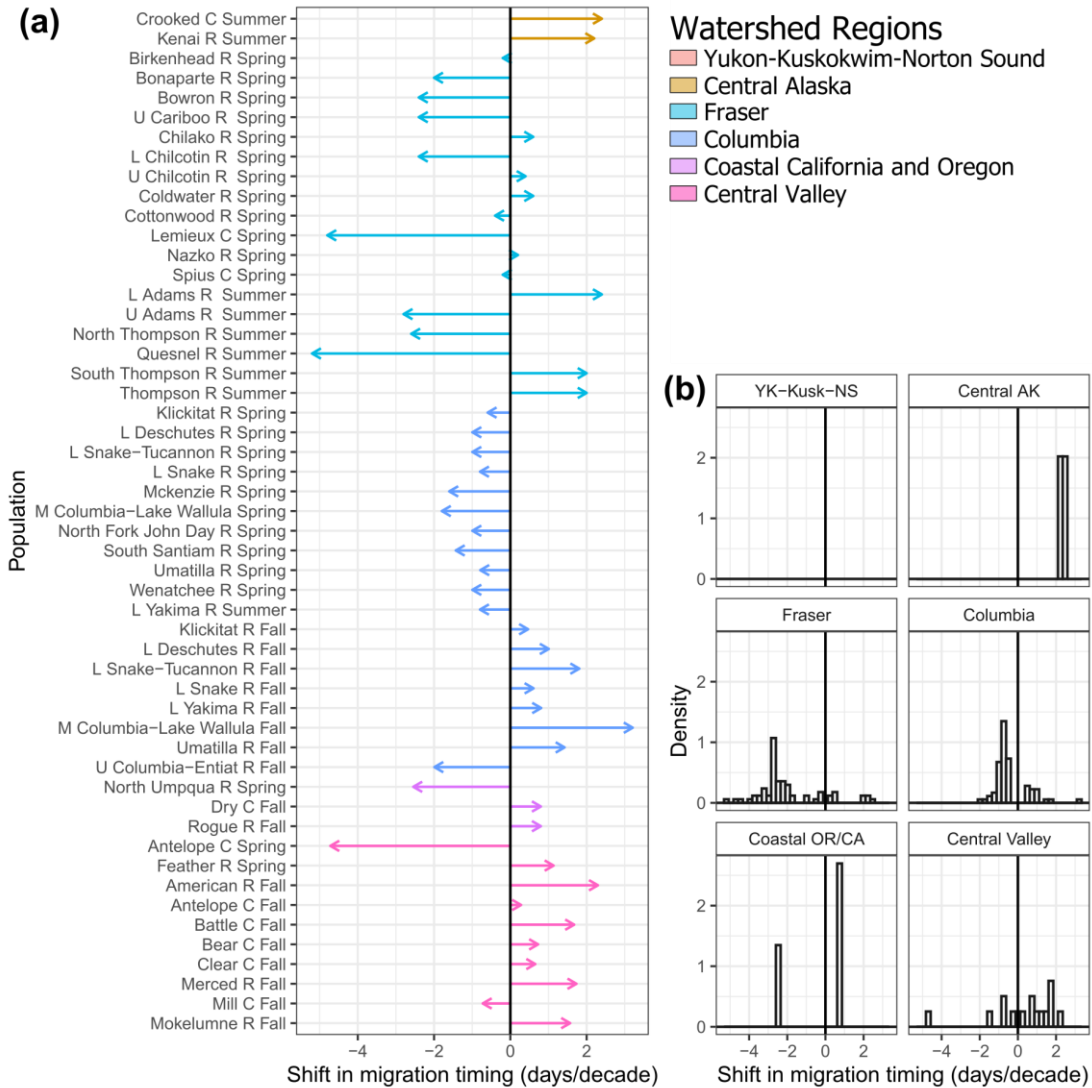 (a)
Population
Crooked C Summer
Kenai R Summer
Birkenhead R Spring
Bonaparte R Spring
Bowron R Spring
U Cariboo R Spring
Chilako R Spring
L Chilcotin R  Spring
U Chilcotin R  Spring
Coldwater R Spring
Cottonwood R Spring
Lemieux C Spring
Nazko R Spring
Spius C Spring
L Adams R  Summer
U Adams R  Summer
North Thompson R Summer
Quesnel R Summer
South Thompson R Summer
Thompson R Summer
Klickitat R Spring
L Deschutes R Spring
L Snake−Tucannon R Spring
L Snake R Spring
Mckenzie R Spring
M Columbia−Lake Wallula Spring
North Fork John Day R Spring
South Santiam R Spring
Umatilla R Spring
Wenatchee R Spring
L Yakima R Summer
Klickitat R Fall
L Deschutes R Fall
L Snake−Tucannon R Fall
L Snake R Fall
L Yakima R Fall
M Columbia−Lake Wallula Fall
Umatilla R Fall
U Columbia−Entiat R Fall
North Umpqua R Spring
Dry C Fall
Rogue R Fall
Antelope C Spring
Feather R Spring
American R Fall
Antelope C Fall
Battle C Fall
Bear C Fall
Clear C Fall
Merced R Fall
Mill C Fall
Mokelumne R Fall
−4 −2 0 2
Shift in migration timing (days/decade)
Watershed Regions
Yukon-Kuskokwim-Norton Sound
Central Alaska
Fraser
Columbia
Coastal California and Oregon
Central Valley
(b)
Density
YK−Kusk−NS Central AK
2
1
0
Fraser Columbia
2
1
0
Coastal OR/CA Central Valley
2
1
0
−4 −2 0 2 −4 −2 0 2
Shift in migration timing (days/decade)